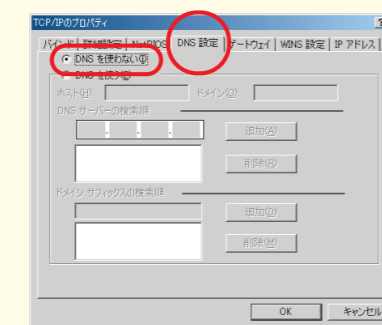 TCP/IPのプロパティ
バインド 詳細設定 NetBIOS DNS 設定 ゲートウェイ WINS 設定 IP アドレス
DNS を使わない(I)
DNS を使う(E)
ホスト(H): ドメイン(O):
DNS サーバーの検索順
追加(A)
削除(R)
ドメイン サフィックスの検索順
追加(D)
削除(M)
OK キャンセル